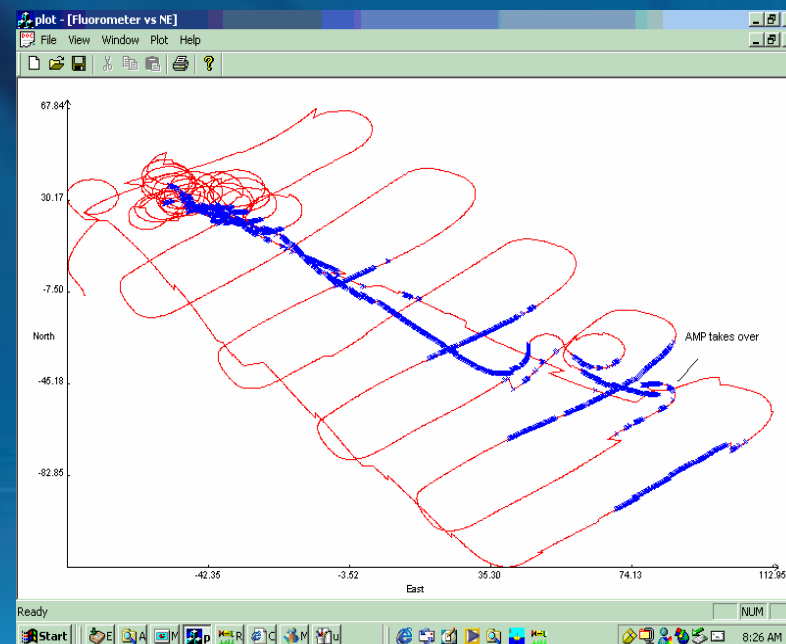 plot - [Fluorometer vs NE]
File View Window Plot Help
67.84
30.17
-7.50
North
-45.18
-82.85
AMP takes over
-42.35 -3.52 35.30 74.13 112.95
East
Ready NUM
Start 8:26 AM